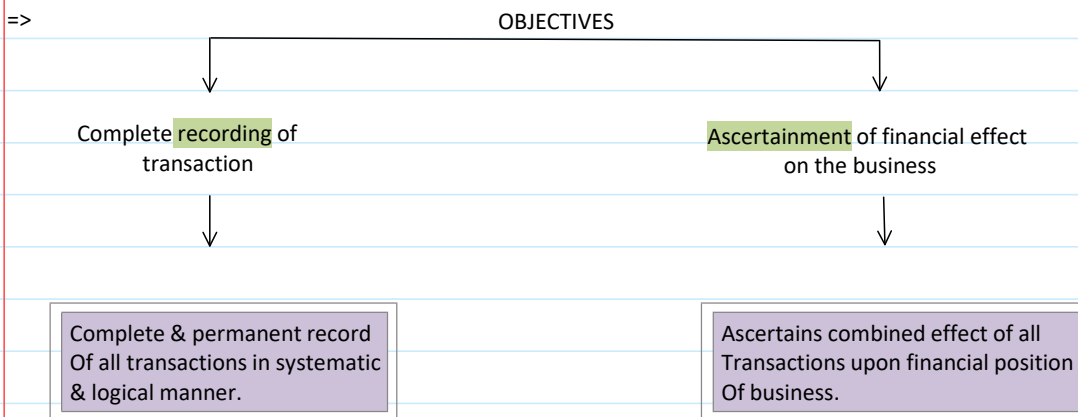 =>
OBJECTIVES
Complete recording of
transaction
Ascertainment of financial effect
on the business
Complete & permanent record
Of all transactions in systematic
& logical manner.
Ascertains combined effect of all
Transactions upon financial position
Of business.